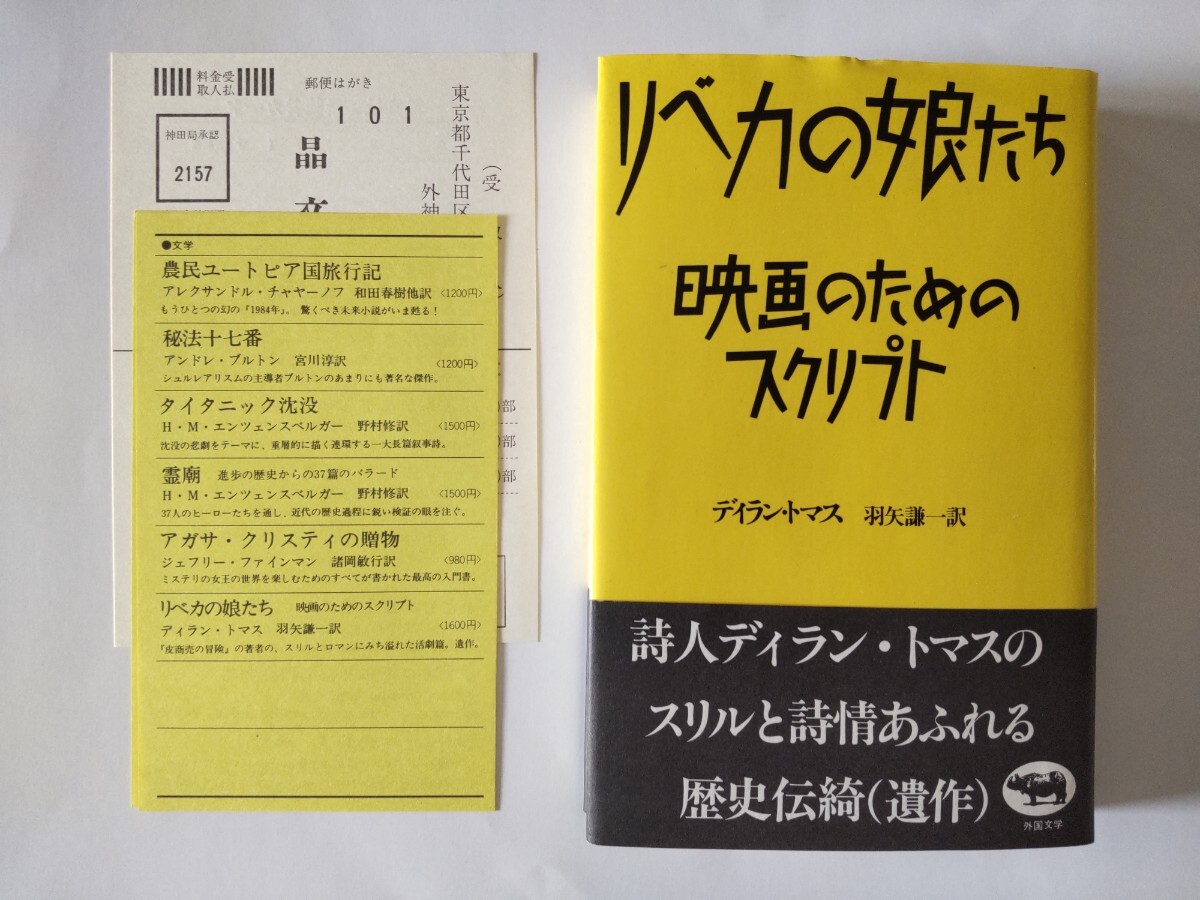 料金受
取人払
郵便はがき
101
神田局承認
2157
東京都千代田区
外神
(受
晶文
部
部
部
●文学
農民ユートピア国旅行記
アレクサンドル・チャヤーノフ 和田春樹他訳 〈1200円〉
もうひとつの幻の『1984年』。驚くべき未来小説がいま甦る!
秘法十七番
アンドレ・ブルトン 宮川淳訳 〈1200円〉
シュルレアリスムの主導者ブルトンのあまりにも著名な傑作。
タイタニック沈没
H・M・エンツェンスベルガー 野村修訳 〈1500円〉
沈没の悲劇をテーマに、重層的に描く連環する一大長篇叙事詩。
霊廟 進歩の歴史からの37篇のバラード
H・M・エンツェンスベルガー 野村修訳 〈1500円〉
37人のヒーローたちを通し、近代の歴史過程に鋭い検証の眼を注ぐ。
アガサ・クリスティの贈物
ジェフリー・ファインマン 諸岡敏行訳 〈980円〉
ミステリの女王の世界を楽しむためのすべてが書かれた最高の入門書。
リベカの娘たち 映画のためのスクリプト
ディラン・トマス 羽矢謙一訳 〈1600円〉
『皮商売の冒険』の著者の、スリルとロマンにみち溢れた活劇篇。遺作。
リベカの娘たち
映画のための
スクリプト
ディラン・トマス 羽矢謙一訳
詩人ディラン・トマスの
スリルと詩情あふれる
歴史伝綺(遺作)
外国文学